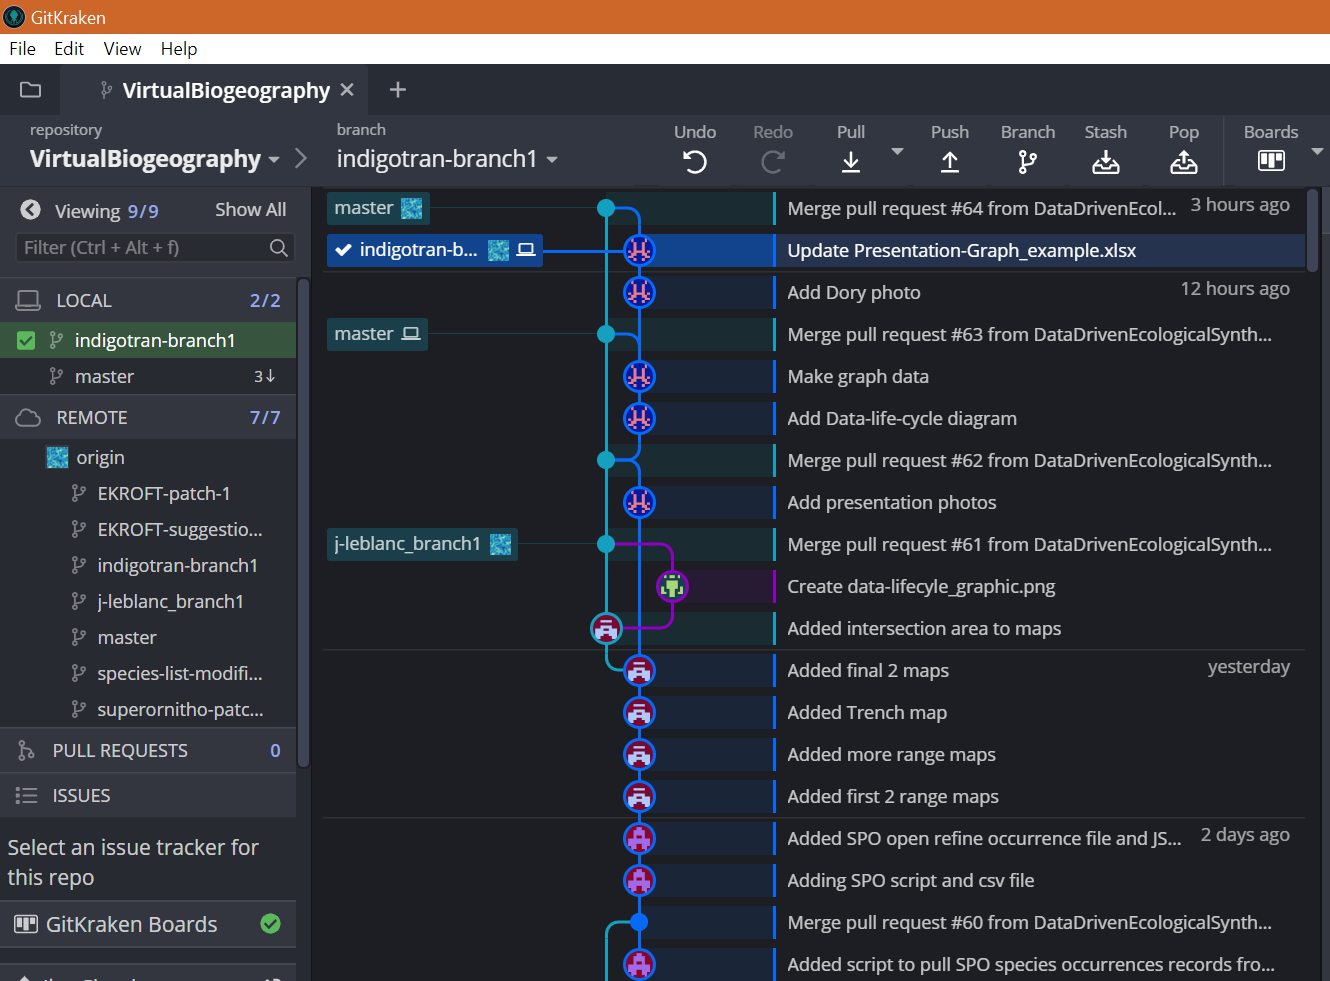 GitKraken
File Edit View Help
VirtualBiogeography
repository
VirtualBiogeography
branch
indigotran-branch1
Undo
Redo
Pull
Push
Branch
Stash
Pop
Boards
Viewing 9/9 Show All
Filter (Ctrl + Alt + f)
LOCAL 2/2
indigotran-branch1
master 3
REMOTE 7/7
origin
EKROFT-patch-1
EKROFT-suggestio...
indigotran-branch1
j-leblanc_branch1
master
species-list-modifi...
superornitho-patc...
PULL REQUESTS 0
ISSUES
Select an issue tracker for
this repo
GitKraken Boards
master Merge pull request #64 from DataDrivenEcol... 3 hours ago
indigotran-b... Update Presentation-Graph_example.xlsx
Add Dory photo 12 hours ago
master Merge pull request #63 from DataDrivenEcologicalSynth...
Make graph data
Add Data-life-cycle diagram
Merge pull request #62 from DataDrivenEcologicalSynth...
Add presentation photos
j-leblanc_branch1 Merge pull request #61 from DataDrivenEcologicalSynth...
Create data-lifecyle_graphic.png
Added intersection area to maps
Added final 2 maps yesterday
Added Trench map
Added more range maps
Added first 2 range maps
Added SPO open refine occurrence file and JS... 2 days ago
Adding SPO script and csv file
Merge pull request #60 from DataDrivenEcologicalSynth...
Added script to pull SPO species occurrences records fro...